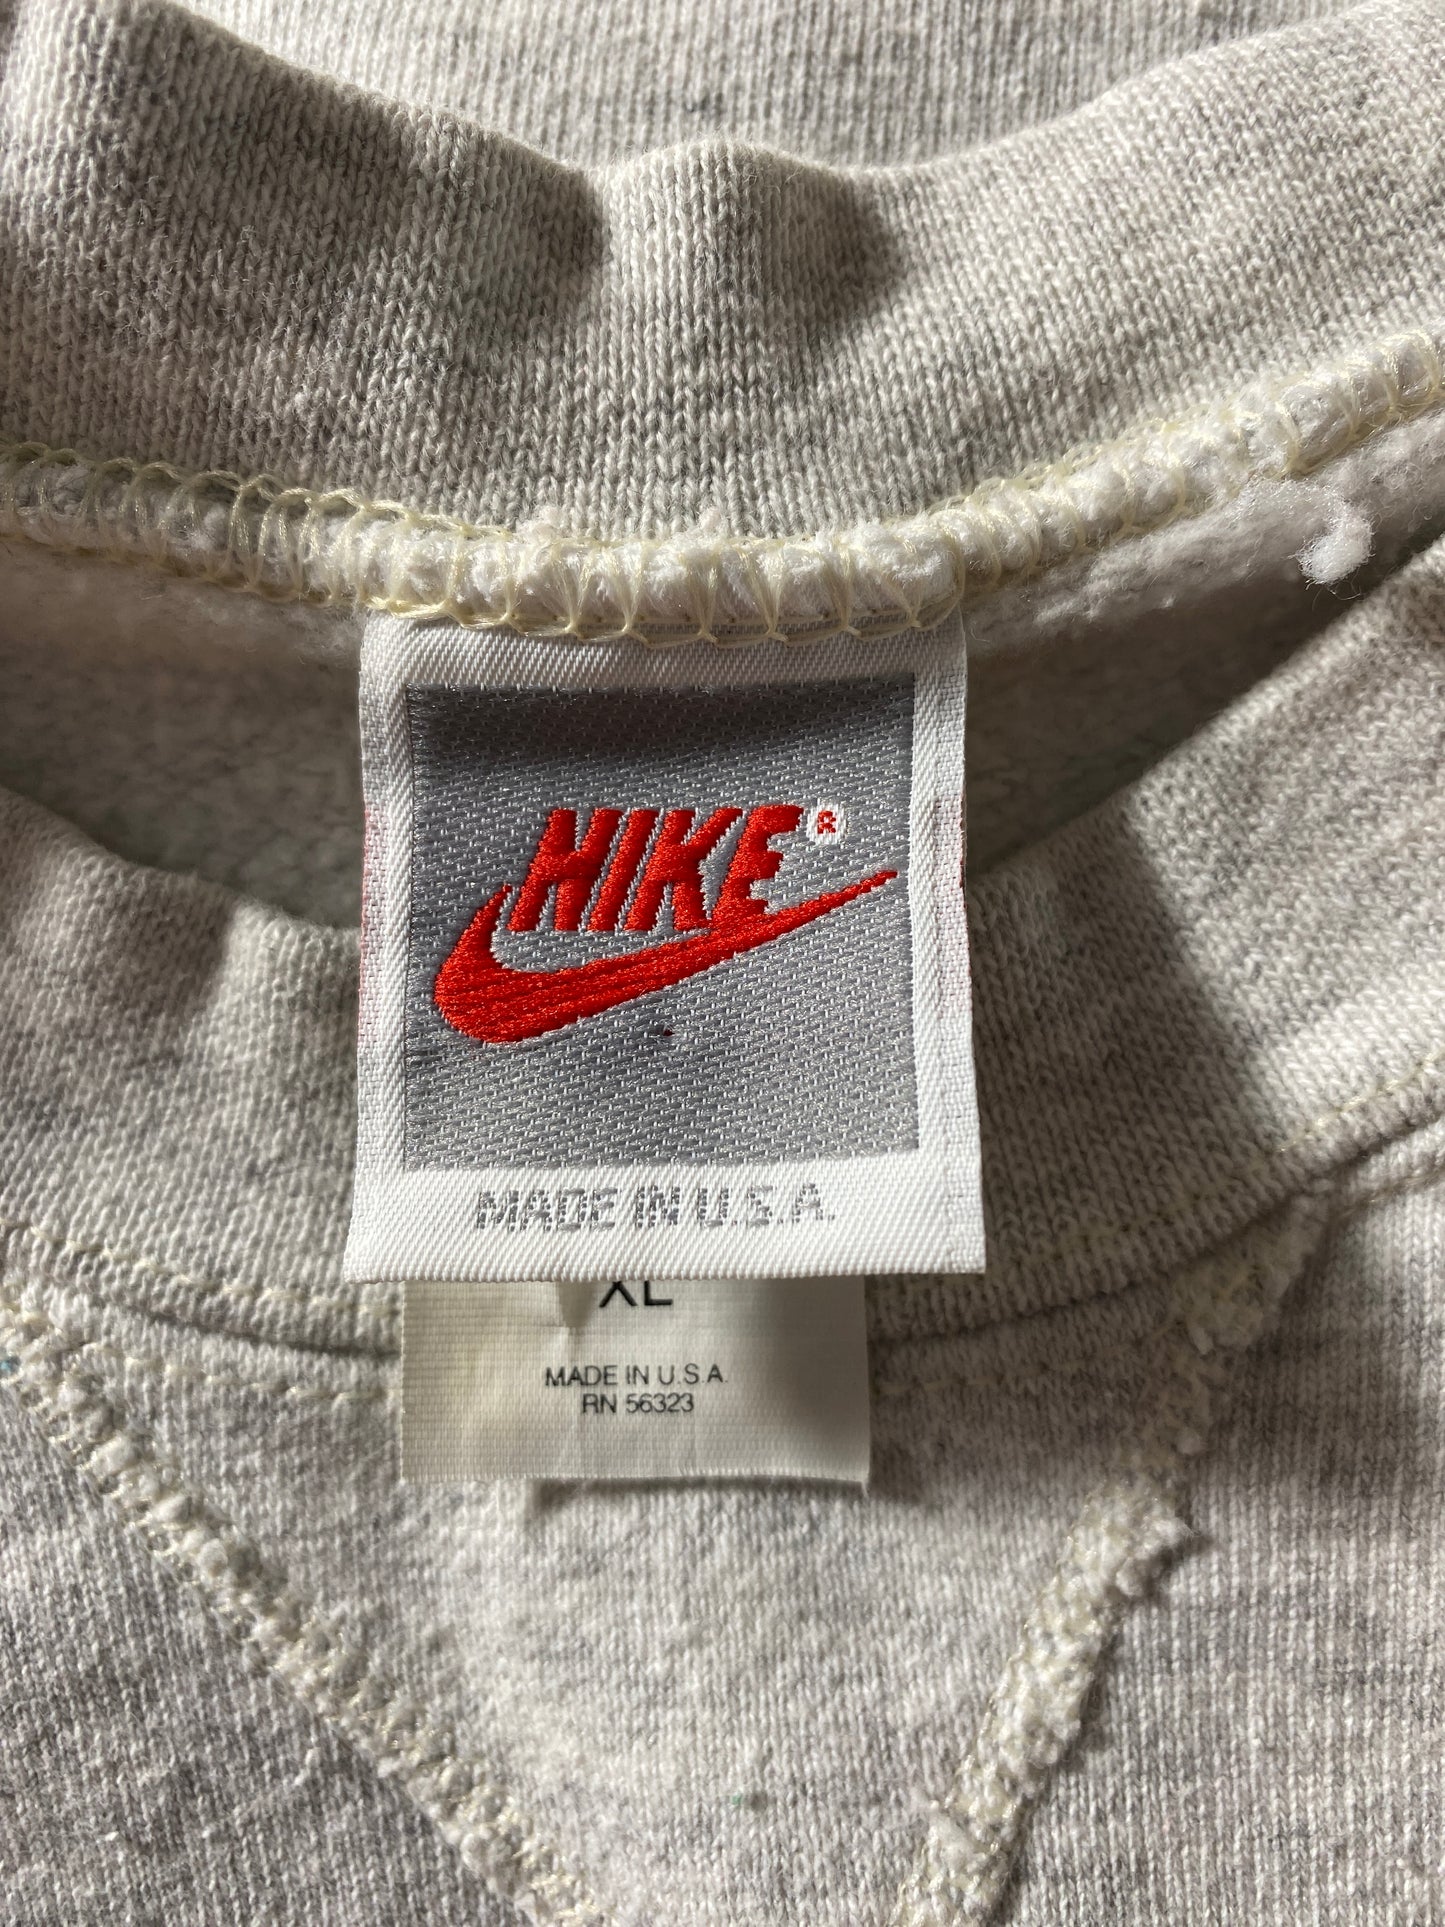 NIKE®
MADE IN U.S.A.
XL
MADE IN U.S.A.
RN 56323